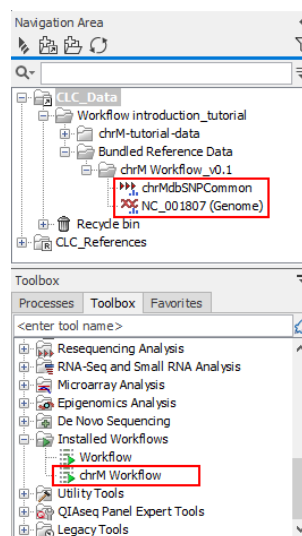 Navigation Area
CLC_Data
Workflow introduction_tutorial
chrM-tutorial-data
Bundled Reference Data
chrM Workflow_v0.1
chrMdbSNPCommon
NC_001807 (Genome)
Recycle bin
CLC_References
Toolbox
Processes Toolbox Favorites
<enter tool name>
Resequencing Analysis
RNA-Seq and Small RNA Analysis
Microarray Analysis
Epigenomics Analysis
De Novo Sequencing
Installed Workflows
Workflow
chrM Workflow
Utility Tools
QIAseq Panel Expert Tools
Legacy Tools